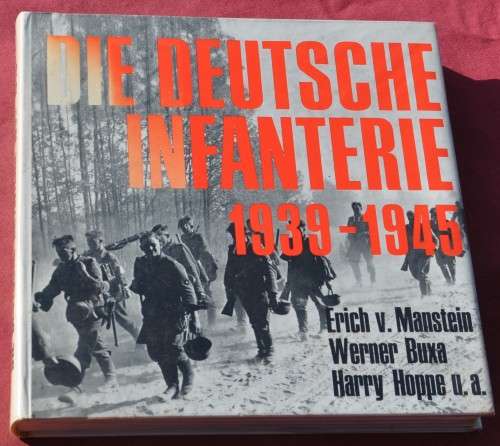 DIE DEUTSCHE
INFANTERIE
1939-1945
Erich v. Manstein
Werner Buxa
Harry Hoppe u.a.